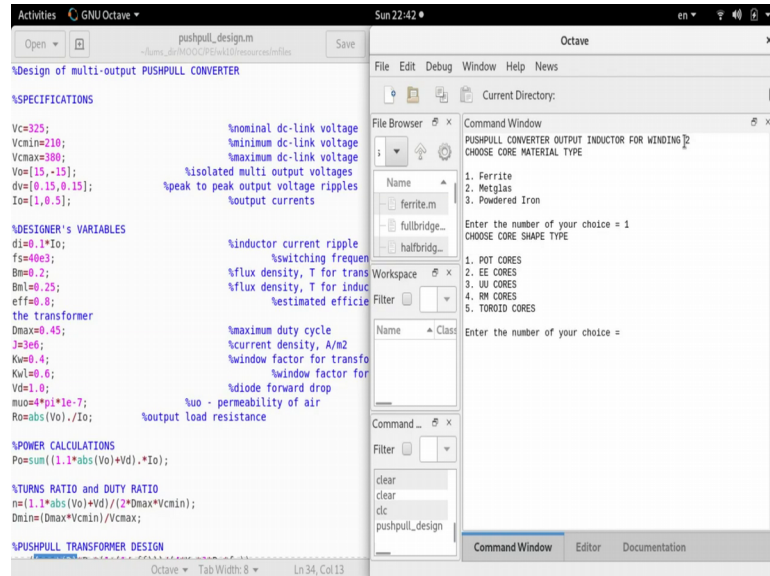 Activities GNU Octave Sun 22:42 en
Open pushpull_design.m Save
~/lums_dir/MOOC/PE/wk10/resources/mfiles
%Design of multi-output PUSHPULL CONVERTER
%SPECIFICATIONS
Vc=325; %nominal dc-link voltage
Vcmin=210; %minimum dc-link voltage
Vcmax=380; %maximum dc-link voltage
Vo=[15,-15]; %isolated multi output voltages
dv=[0.15,0.15]; %peak to peak output voltage ripples
Io=[1,0.5]; %output currents
%DESIGNER's VARIABLES
di=0.1*Io; %inductor current ripple
fs=40e3; %switching frequen
Bm=0.2; %flux density, T for trans
Bml=0.25; %flux density, T for induc
eff=0.8; %estimated efficie
the transformer
Dmax=0.45; %maximum duty cycle
J=3e6; %current density, A/m2
Kw=0.4; %window factor for transfo
Kwl=0.6; %window factor for
Vd=1.0; %diode forward drop
muo=4*pi*1e-7; %uo - permeability of air
Ro=abs(Vo)./Io; %output load resistance
%POWER CALCULATIONS
Po=sum((1.1*abs(Vo)+Vd).*Io);
%TURNS RATIO and DUTY RATIO
n=(1.1*abs(Vo)+Vd)/(2*Dmax*Vcmin);
Dmin=(Dmax*Vcmin)/Vcmax;
%PUSHPULL TRANSFORMER DESIGN
Octave Tab Width: 8 Ln 34, Col 13
Octave
File Edit Debug Window Help News
Current Directory:
File Browser
Name
ferrite.m
fullbridge...
halfbridg...
Workspace
Filter
Name Class
Command ...
Filter
clear
clear
clc
pushpull_design
Command Window
PUSHPULL CONVERTER OUTPUT INDUCTOR FOR WINDING 2
CHOOSE CORE MATERIAL TYPE
1. Ferrite
2. Metglas
3. Powdered Iron
Enter the number of your choice = 1
CHOOSE CORE SHAPE TYPE
1. POT CORES
2. EE CORES
3. UU CORES
4. RM CORES
5. TOROID CORES
Enter the number of your choice =
Command Window Editor Documentation